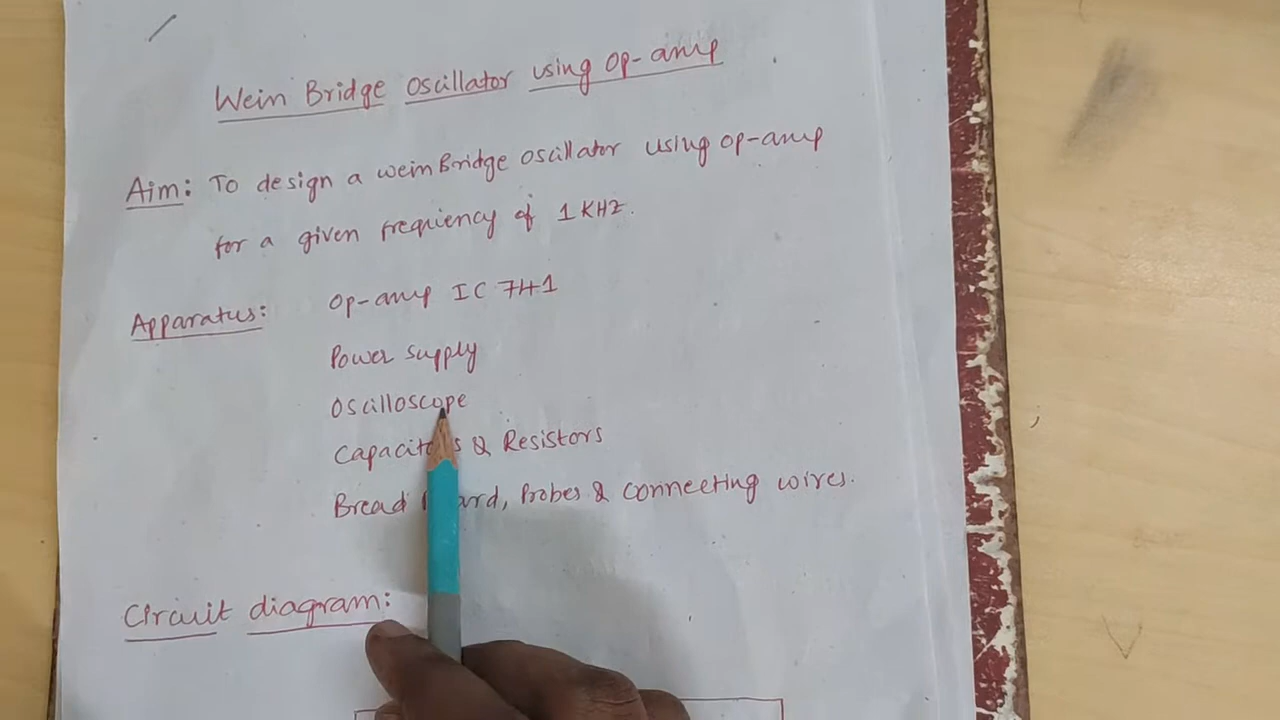 Wein Bridge Oscillator using Op-amp
Aim: To design a wein Bridge Oscillator using Op-amp
for a given frequency of 1 KHZ.
Apparatus: Op-amp IC 741
Power supply
Oscilloscope
& Resistors
Bread , Probes & connecting wires.
Circuit diagram: